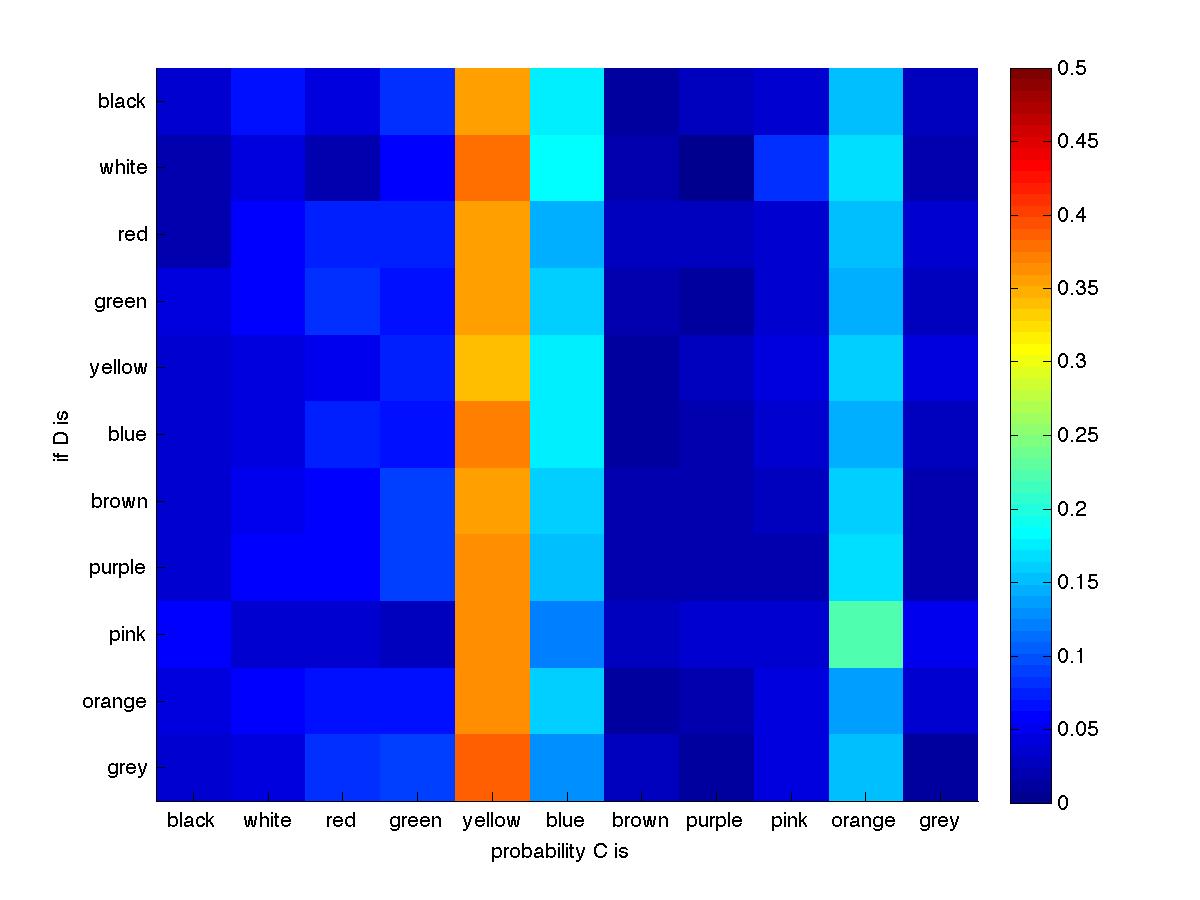 black
white
red
green
yellow
blue
brown
purple
pink
orange
grey
if D is
black white red green yellow blue brown purple pink orange grey
probability C is
0.5
0.45
0.4
0.35
0.3
0.25
0.2
0.15
0.1
0.05
0